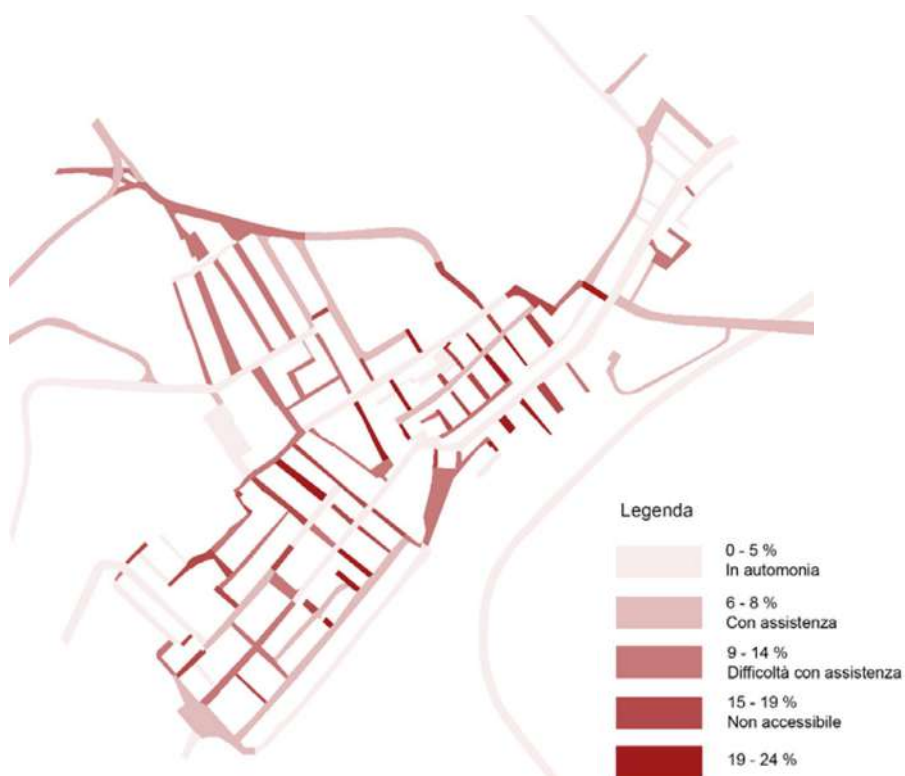 Legenda
0 - 5 %
In automonia
6 - 8 %
Con assistenza
9 - 14 %
Difficoltà con assistenza
15 - 19 %
Non accessibile
19 - 24 %